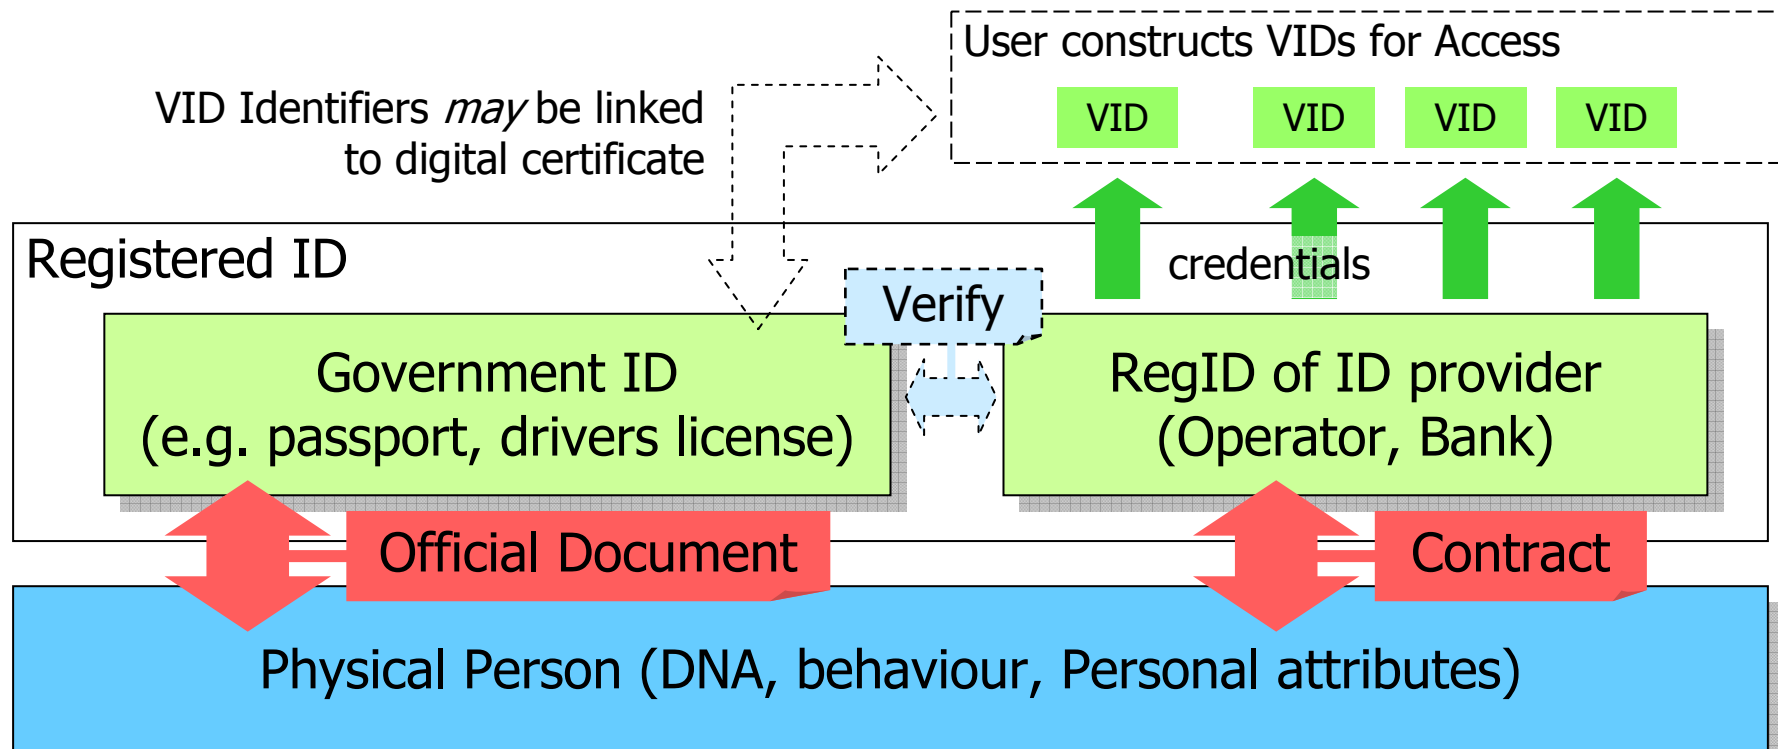 User constructs VIDs for Access
VID Identifiers may be linked
to digital certificate
VID VID VID VID
Registered ID
credentials
Verify
Government ID
(e.g. passport, drivers license)
RegID of ID provider
(Operator, Bank)
Official Document
Contract
Physical Person (DNA, behaviour, Personal attributes)